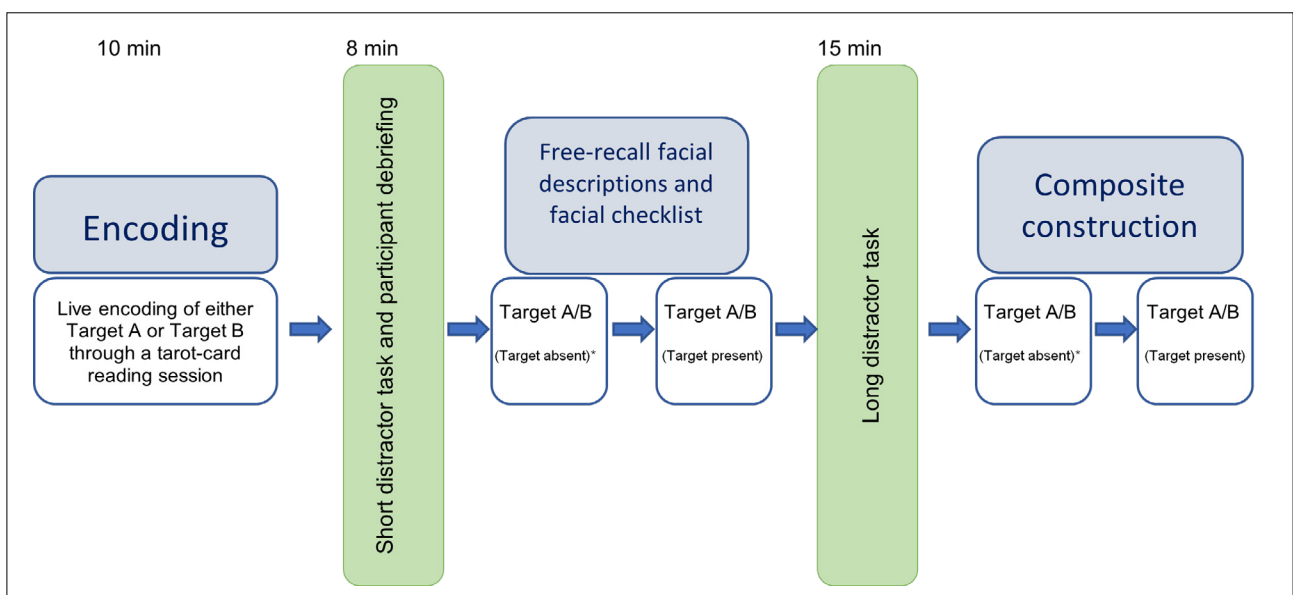 10 min
8 min
15 min
Encoding
Live encoding of either
Target A or Target B
through a tarot-card
reading session
Short distractor task and participant debriefing
Free-recall facial
descriptions and
facial checklist
Target A/B
(Target absent)*
Target A/B
(Target present)
Long distractor task
Composite
construction
Target A/B
(Target absent)*
Target A/B
(Target present)